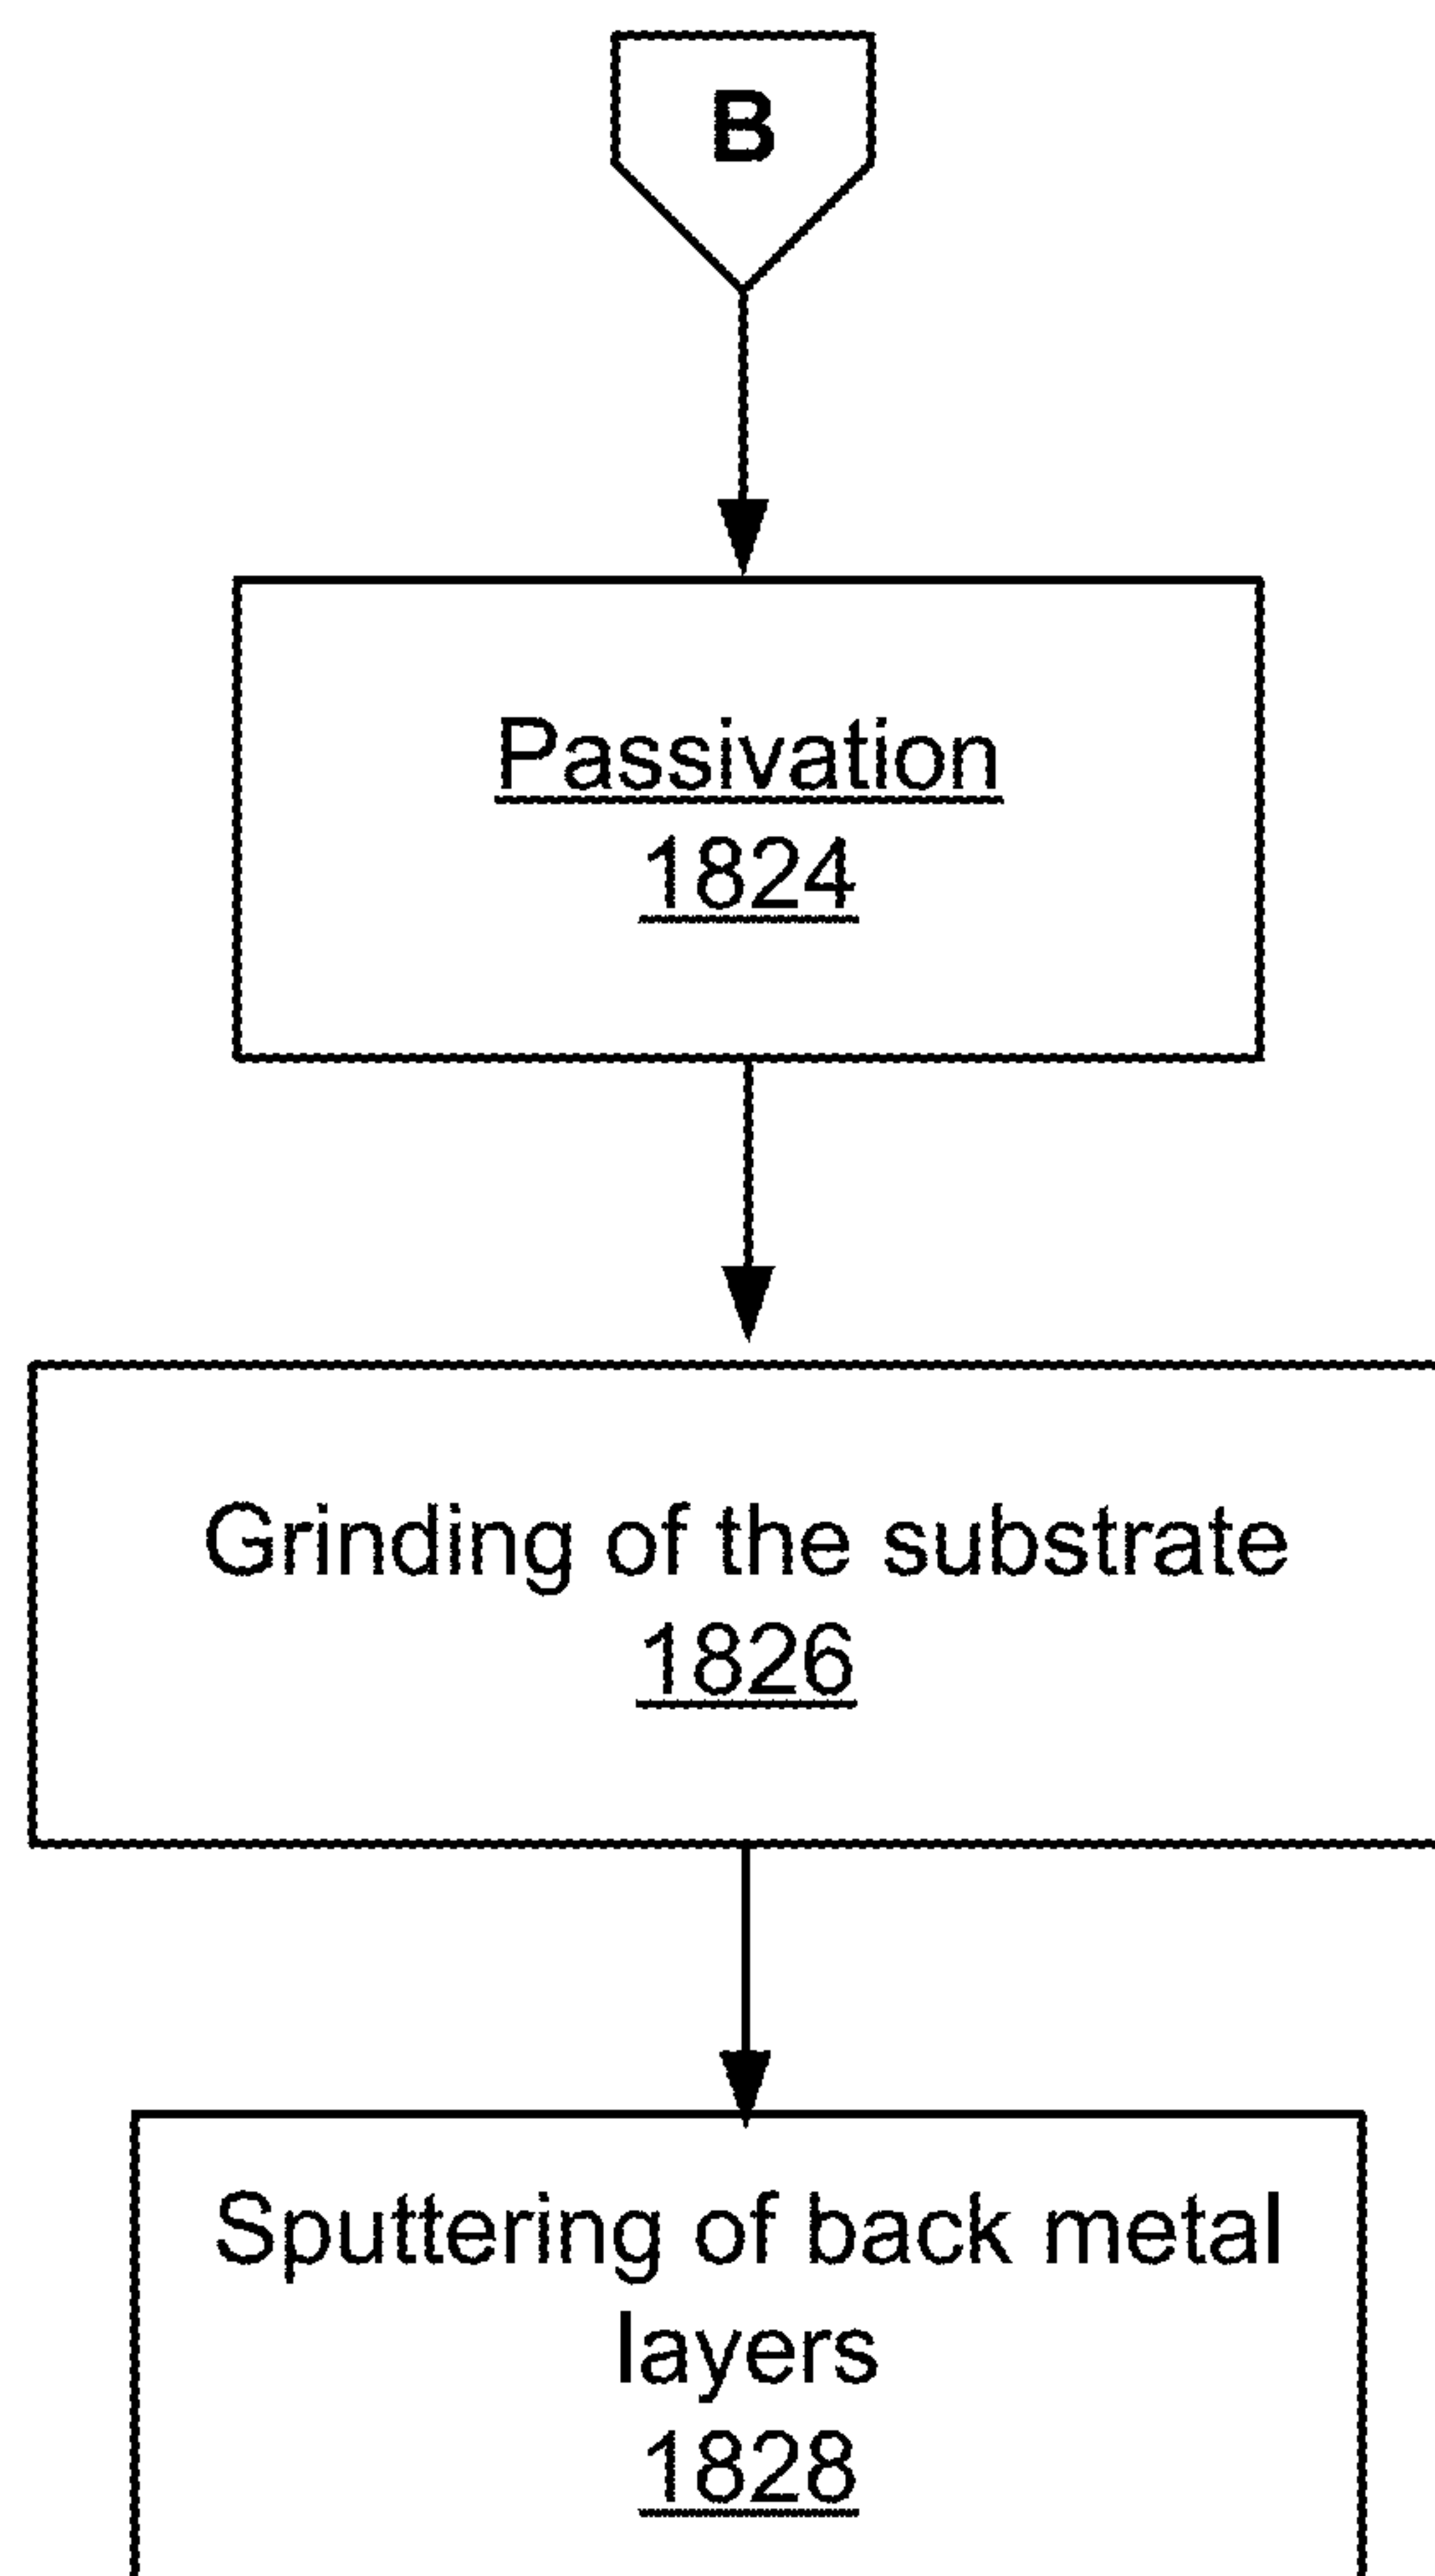 B
Passivation
1824
Grinding of the substrate
1826
Sputtering of back metal
layers
1828